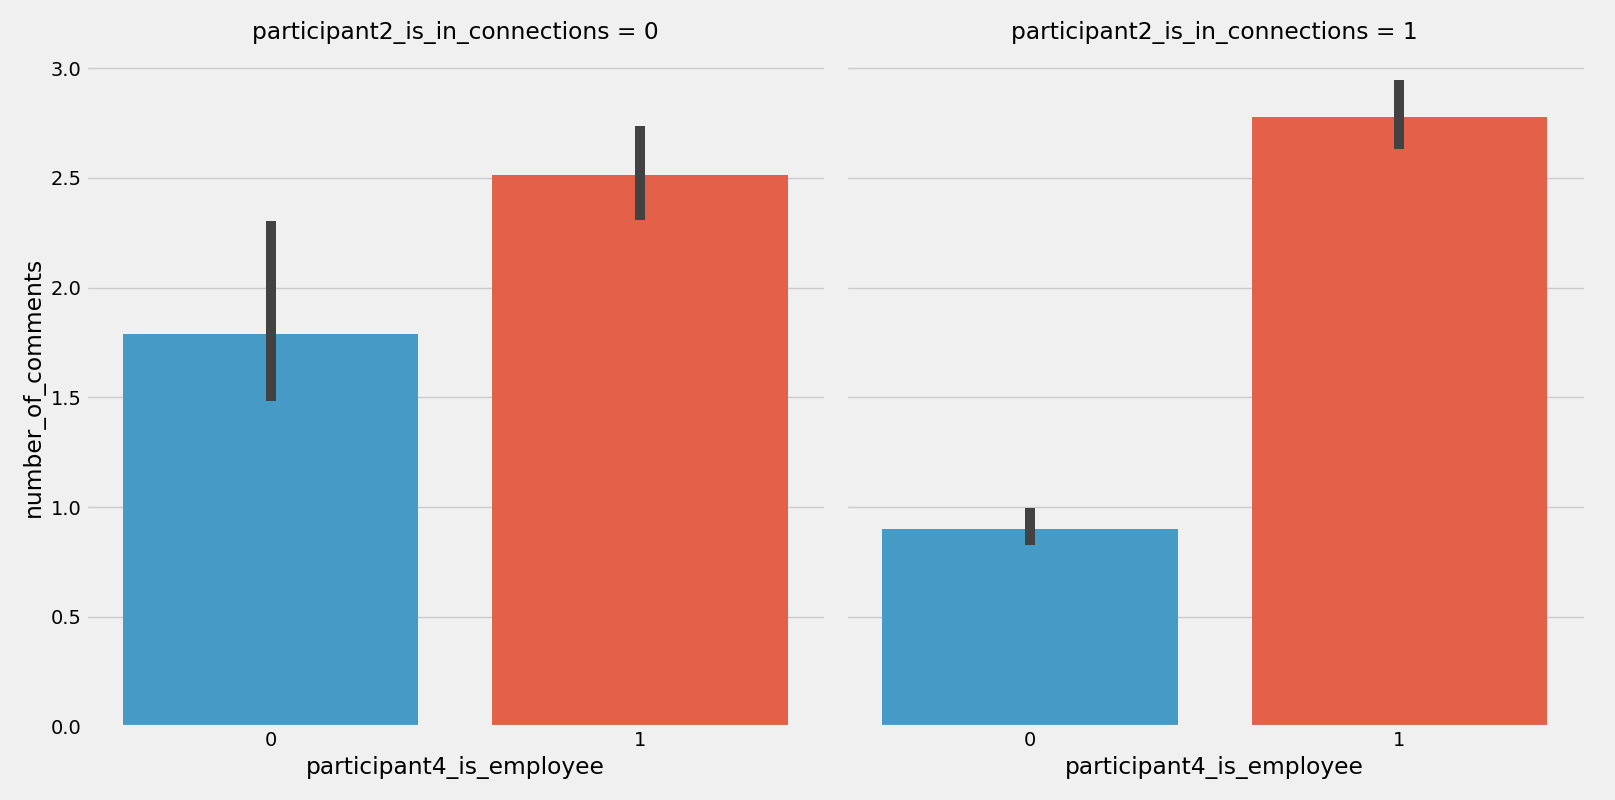 participant2_is_in_connections = 0
participant2_is_in_connections = 1
number_of_comments
3.0
2.5
2.0
1.5
1.0
0.5
0.0
0
1
0
1
participant4_is_employee
participant4_is_employee